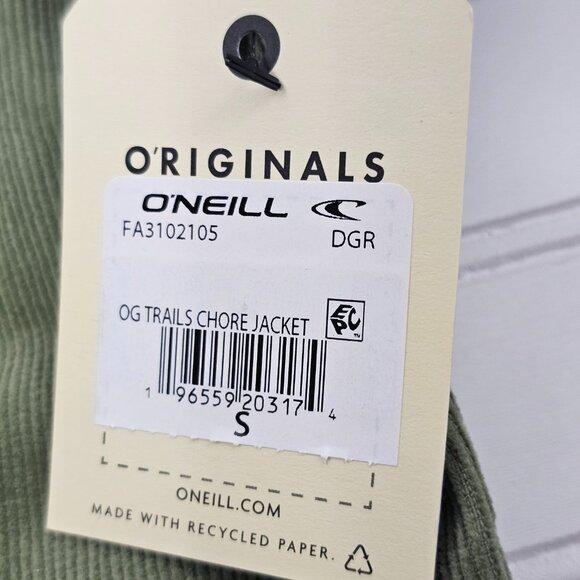 O'RIGINALS
O'NEILL
FA3102105 DGR
OG TRAILS CHORE JACKET EPC
1 96559 20317 4
S
ONEILL.COM
MADE WITH RECYCLED PAPER.